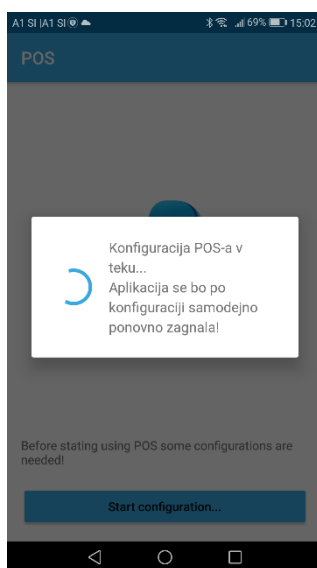 A1 SI |A1 SI 69% 15:02
POS
Konfiguracija POS-a v
teku...
Aplikacija se bo po
konfiguraciji samodejno
ponovno zagnala!
Before stating using POS some configurations are
needed!
Start configuration...